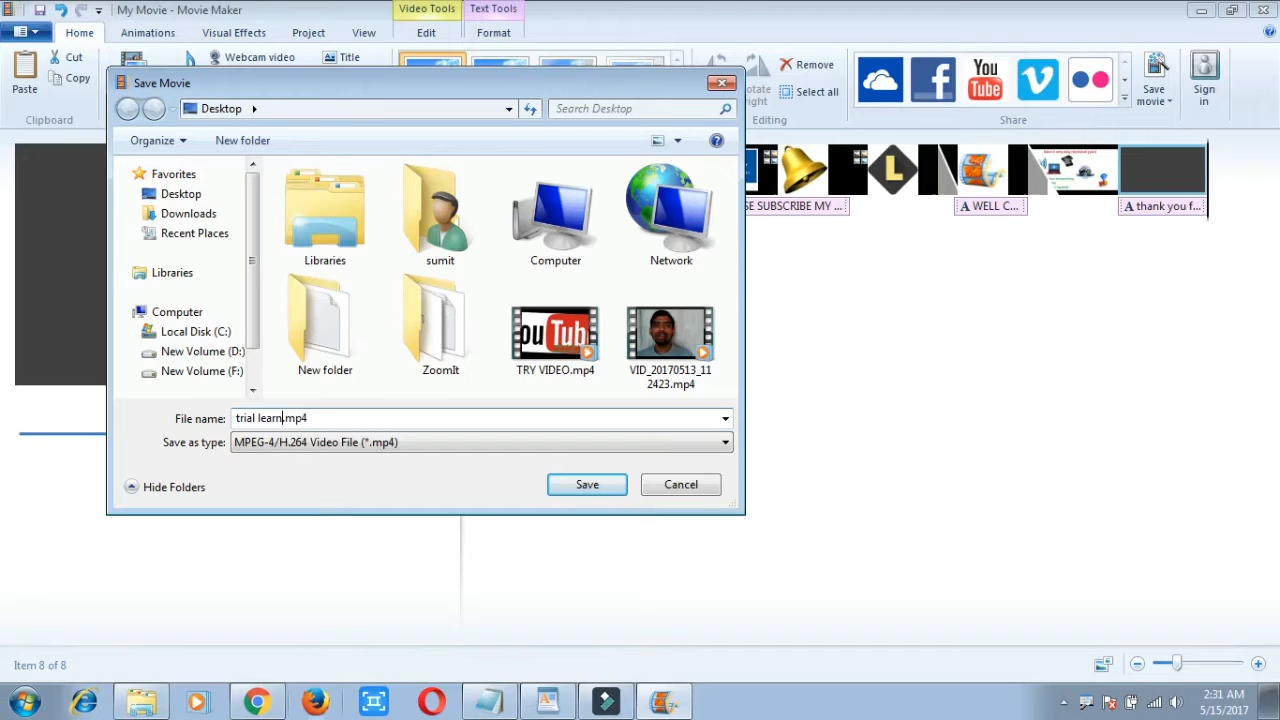 My Movie - Movie Maker
Video Tools
Text Tools
Home
Animations
Visual Effects
Project
View
Edit
Format
Paste
Cut
Copy
Clipboard
Webcam video
Title
right
Remove
Select all
Editing
You
Tube
Share
Save
movie
Sign
in
Save Movie
Desktop
Search Desktop
Organize
New folder
Favorites
Desktop
Downloads
Recent Places
Libraries
Computer
Local Disk (C:)
New Volume (D:)
New Volume (F:)
Libraries
sumit
Computer
Network
New folder
ZoomIt
ouTub
TRY VIDEO.mp4
VID_20170513_11
2423.mp4
File name:
trial learn.mp4
Save as type:
MPEG-4/H.264 Video File (*.mp4)
Hide Folders
Save
Cancel
L
SE SUBSCRIBE MY ...
A WELL C...
A thank you f...
Item 8 of 8
2:31 AM
5/15/2017